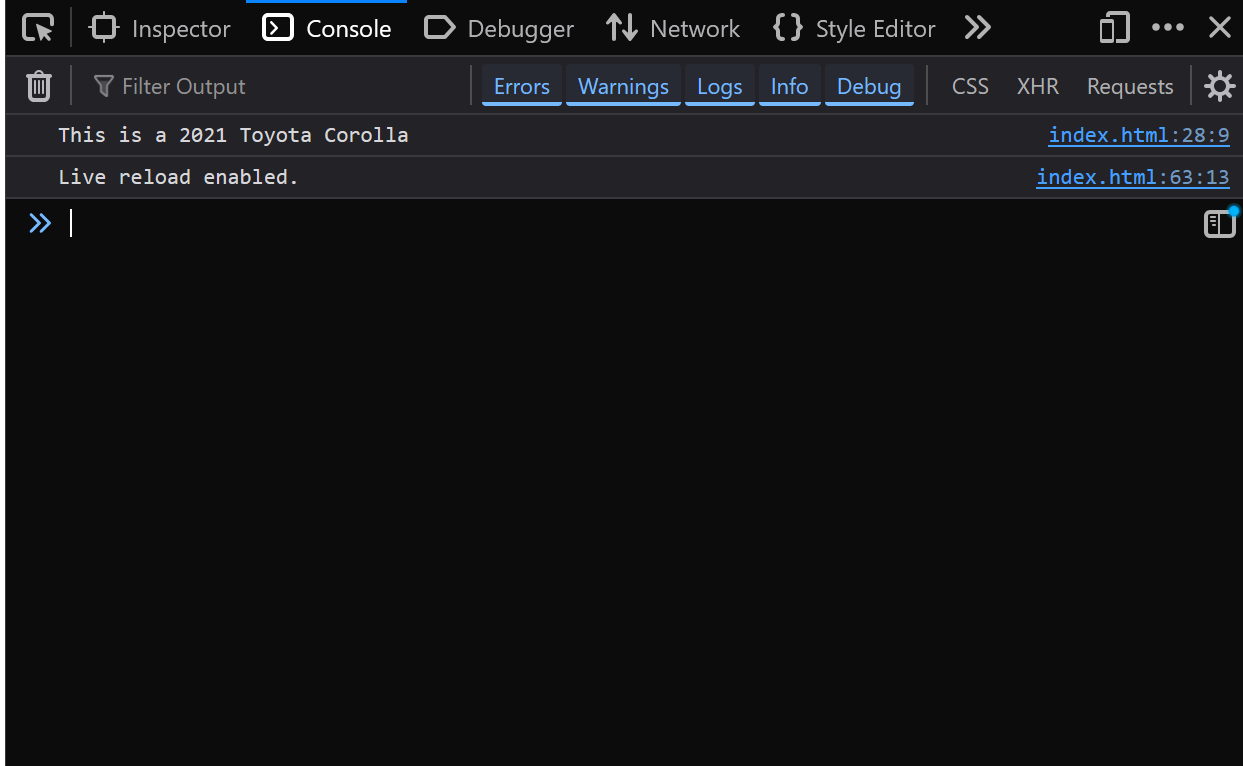 Inspector Console Debugger Network Style Editor
Filter Output Errors Warnings Logs Info Debug CSS XHR Requests
This is a 2021 Toyota Corolla index.html:28:9
Live reload enabled. index.html:63:13